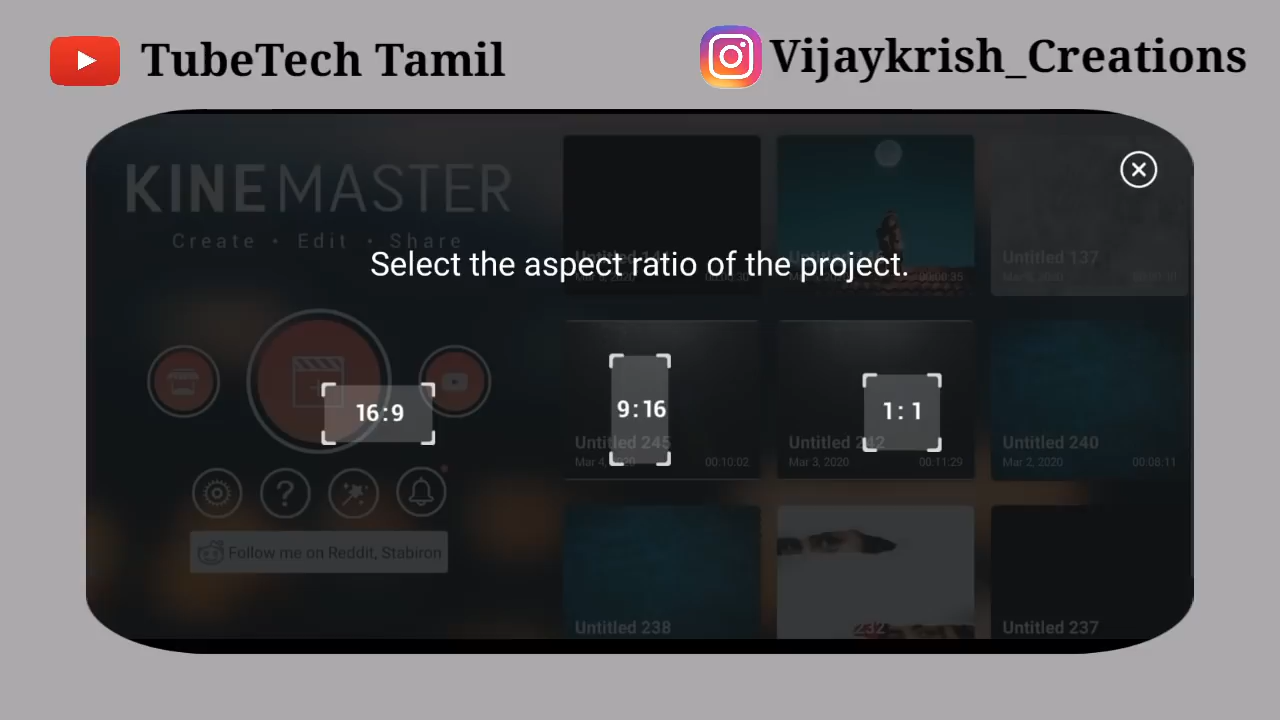 TubeTech Tamil
Vijaykrish_Creations
KINEMASTER
Create • Edit • Share
Select the aspect ratio of the project.
Untitled 137
16:9
9:16
1:1
Untitled 245
Mar 4, 2020
00:10:02
Untitled 242
Mar 3, 2020
00:11:29
Untitled 240
Mar 2, 2020
00:08:11
?
Follow me on Reddit, Stabiron
Untitled 238
232
Untitled 237